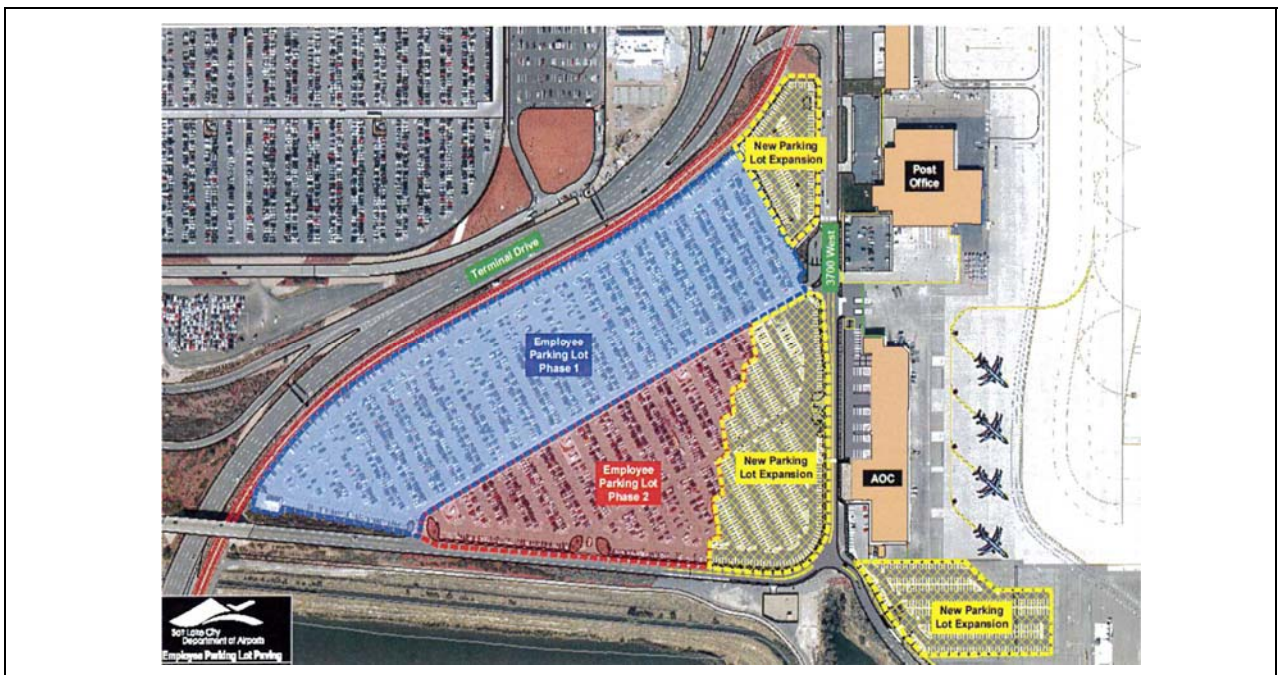 New Parking
Lot Expansion
Post
Office
Terminal Drive
3700 West
Employee
Parking Lot
Phase 1
Employee
Parking Lot
Phase 2
New Parking
Lot Expansion
AOC
New Parking
Lot Expansion
Salt Lake City
Department of Airports
Employee Parking Lot Paving